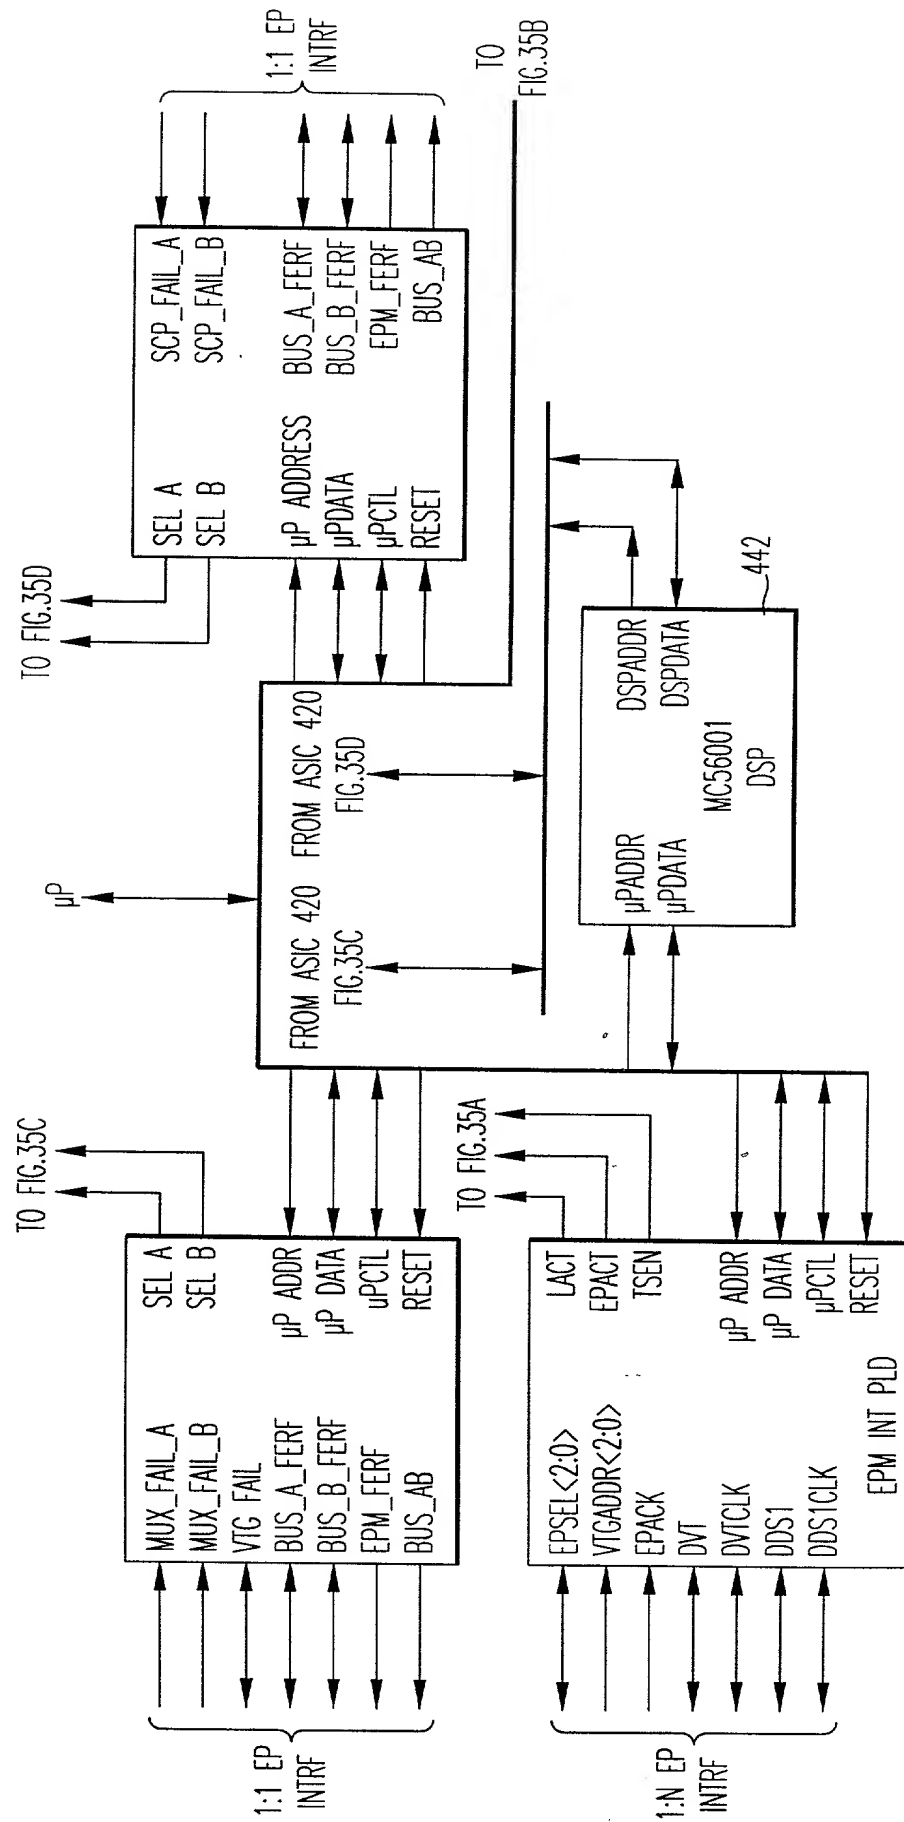 1:1 EP
INTRF
MUX_FAIL_A
MUX_FAIL_B
VTG FAIL
BUS_A_FERF
BUS_B_FERF
EPM_FERF
BUS_AB
SEL A
SEL B
µP ADDR
µP DATA
uPCTL
RESET
TO FIG.35C
µP
FROM ASIC 420
FIG.35C
FROM ASIC 420
FIG.35D
TO FIG.35D
SEL A
SEL B
µP ADDRESS
µPDATA
µPCTL
RESET
SCP_FAIL_A
SCP_FAIL_B
BUS_A_FERF
BUS_B_FERF
EPM_FERF
BUS_AB
1:1 EP
INTRF
TO
FIG.35B
1:N EP
INTRF
EPSEL<2:0>
VTGADDR<2:0>
EPACK
DVT
DVTCLK
DDS1
DDS1CLK
LACT
EPACT
TSEN
µP ADDR
µP DATA
µPCTL
RESET
EPM INT PLD
TO FIG.35A
µPADDR
µPDATA
MC56001
DSP
DSPADDR
DSPDATA
442